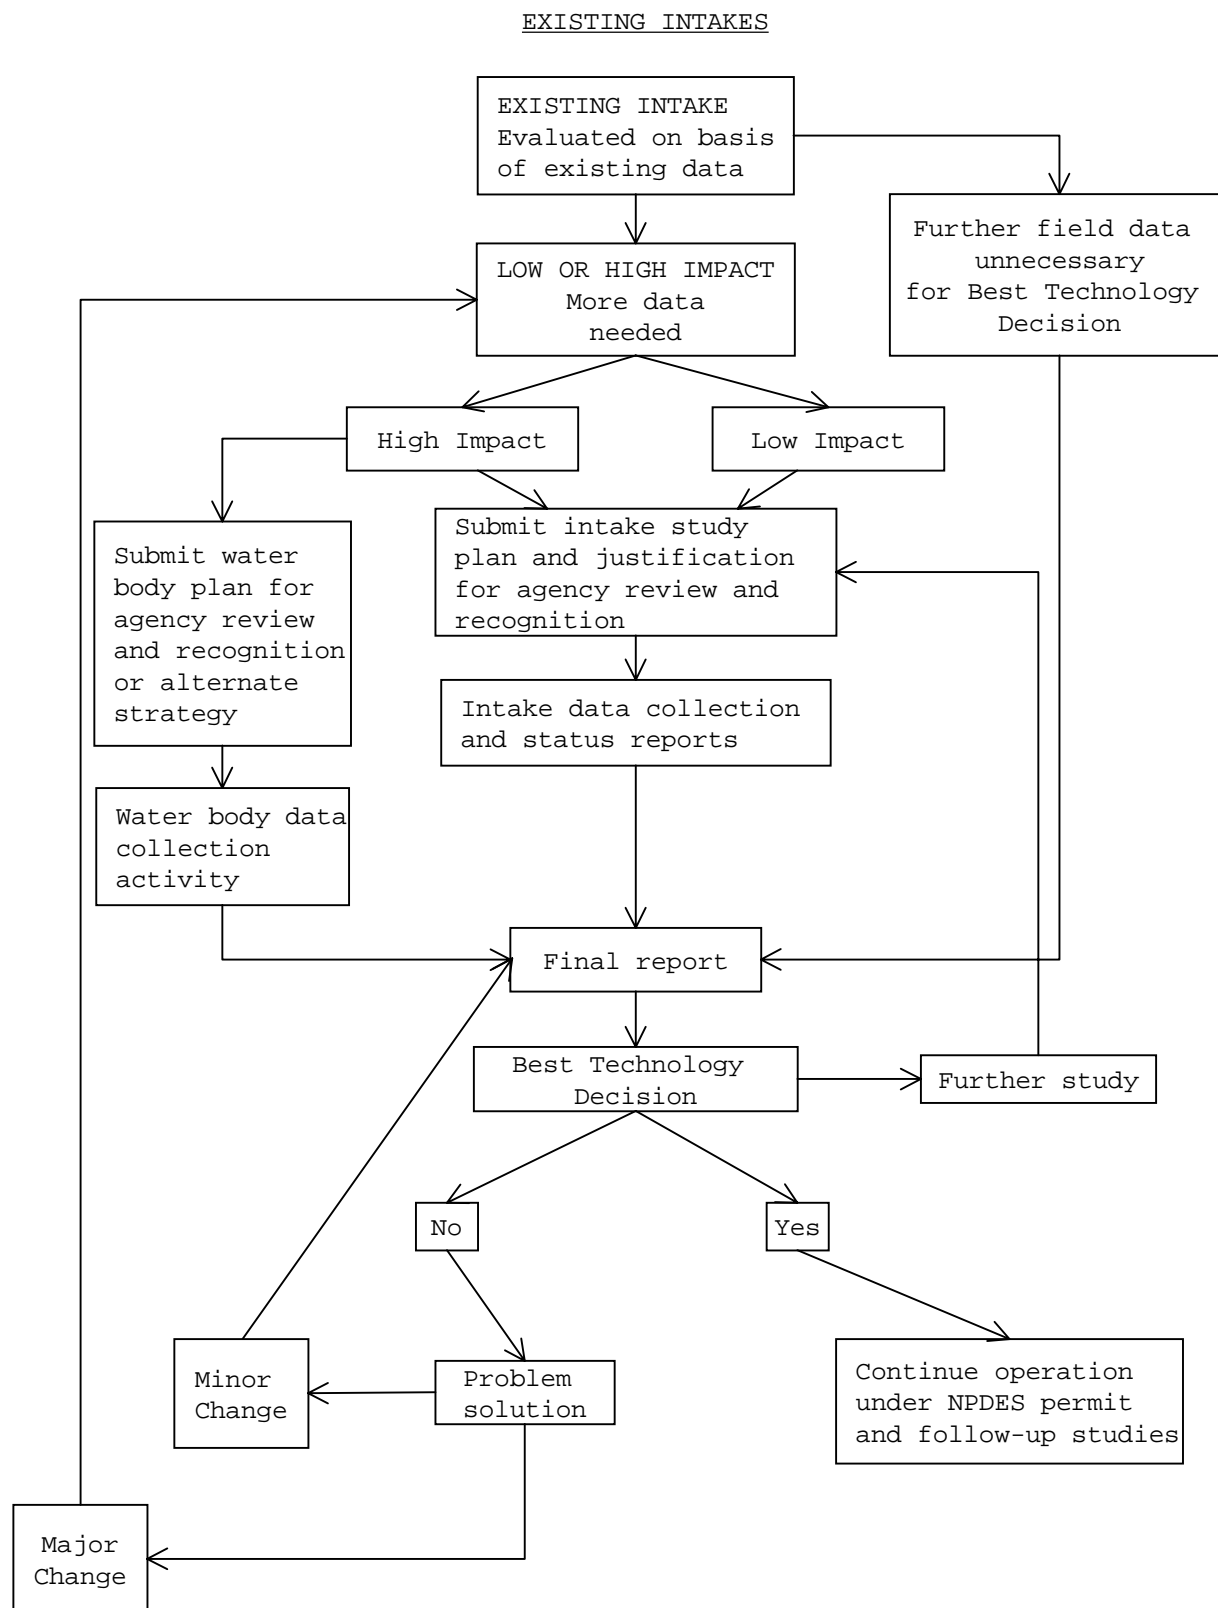 EXISTING INTAKES
EXISTING INTAKE
Evaluated on basis
of existing data
Further field data
unnecessary
for Best Technology
Decision
LOW OR HIGH IMPACT
More data
needed
High Impact
Low Impact
Submit water
body plan for
agency review
and recognition
or alternate
strategy
Submit intake study
plan and justification
for agency review and
recognition
Intake data collection
and status reports
Water body data
collection
activity
Final report
Best Technology
Decision
Further study
No
Yes
Minor
Change
Problem
solution
Continue operation
under NPDES permit
and follow-up studies
Major
Change